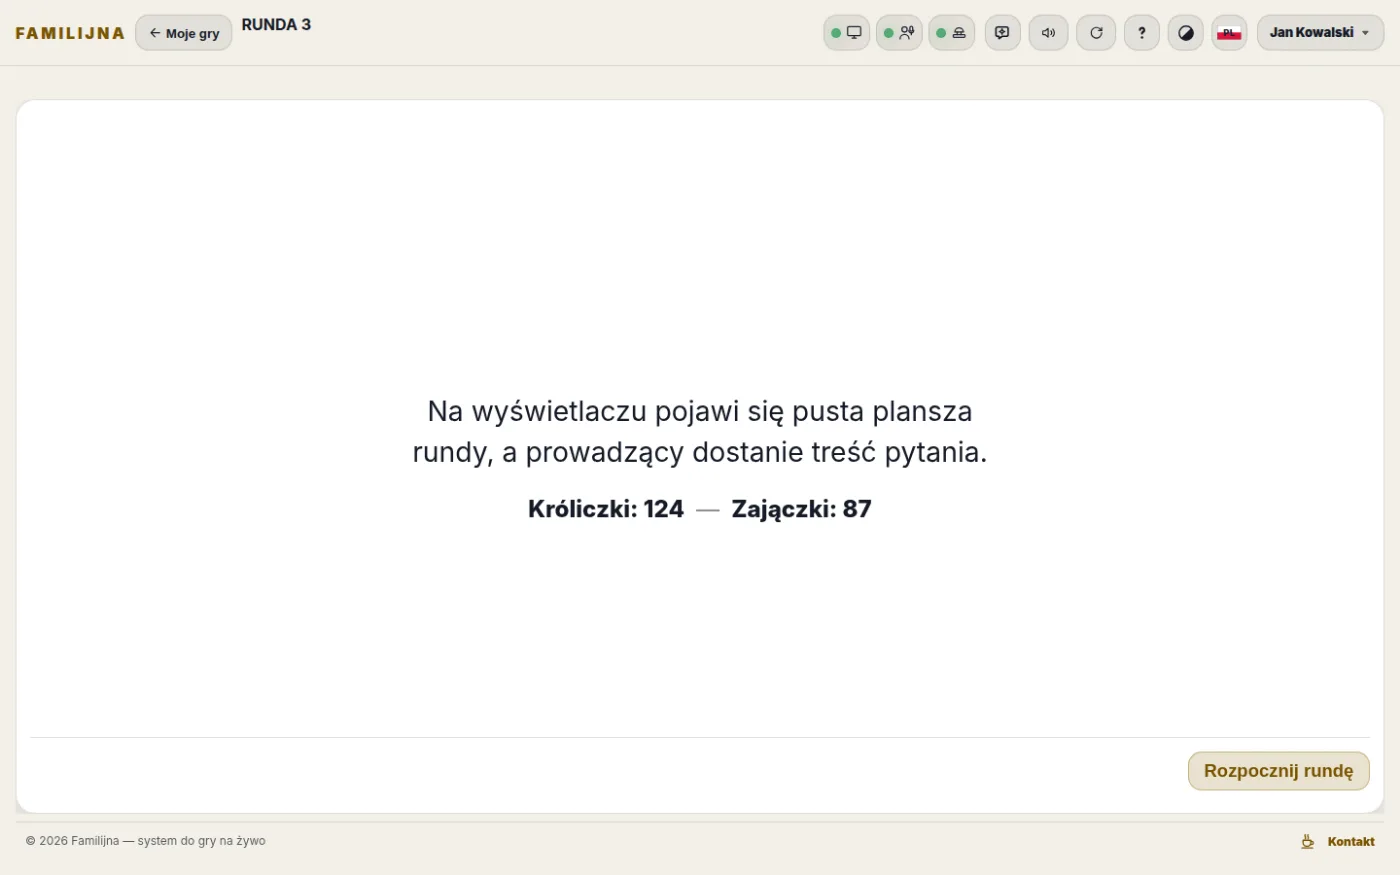 FAMILIJNA
← Moje gry
RUNDA 3
?
PL
Jan Kowalski
Na wyświetlaczu pojawi się pusta plansza
rundy, a prowadzący dostanie treść pytania.
Króliczki: 124 — Zajączki: 87
Rozpocznij rundę
© 2026 Familijna — system do gry na żywo
Kontakt